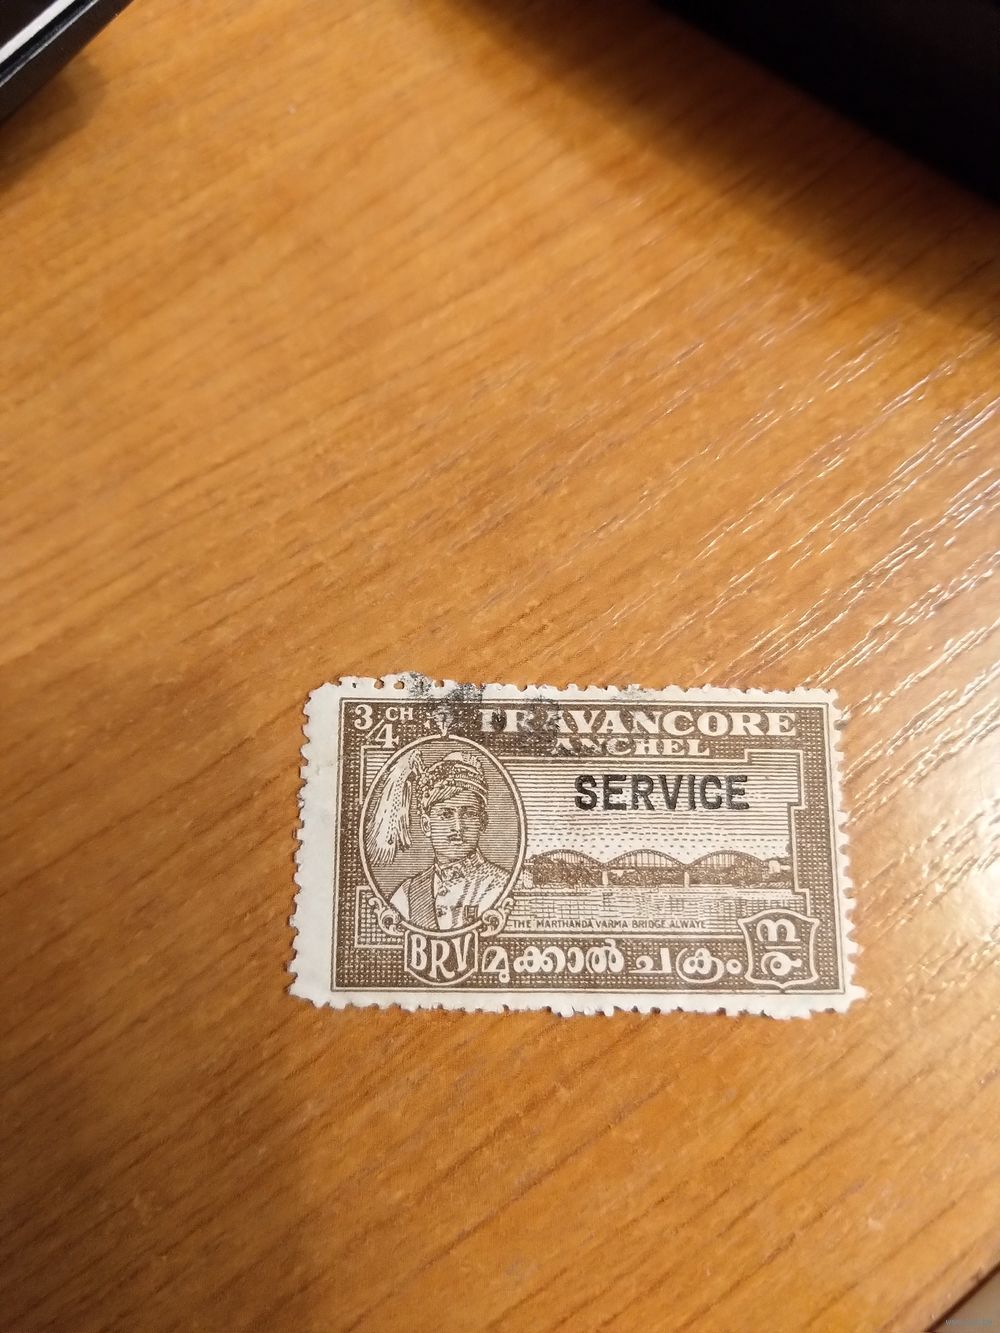 3/4 CH
TRAVANCORE
ANCHEL
SERVICE
THE MARTHANDA VARMA BRIDGE, ALWAYE
BRV
മുക്കാൽ ചക്രം